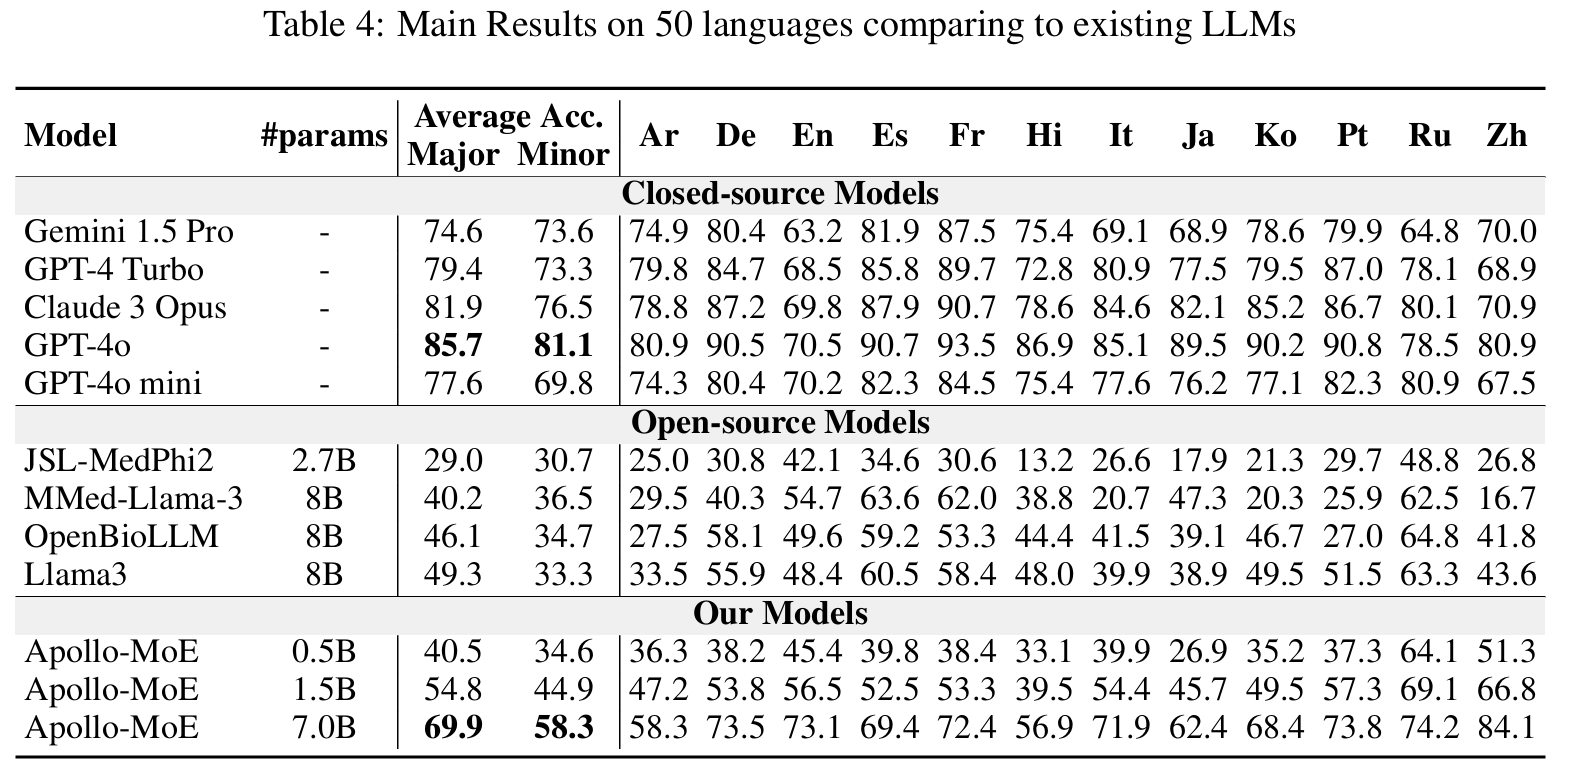 Table 4: Main Results on 50 languages comparing to existing LLMs
Model #params Average Acc. Major Minor Ar De En Es Fr Hi It Ja Ko Pt Ru Zh
Closed-source Models
Gemini 1.5 Pro - 74.6 73.6 74.9 80.4 63.2 81.9 87.5 75.4 69.1 68.9 78.6 79.9 64.8 70.0
GPT-4 Turbo - 79.4 73.3 79.8 84.7 68.5 85.8 89.7 72.8 80.9 77.5 79.5 87.0 78.1 68.9
Claude 3 Opus - 81.9 76.5 78.8 87.2 69.8 87.9 90.7 78.6 84.6 82.1 85.2 86.7 80.1 70.9
GPT-4o - 85.7 81.1 80.9 90.5 70.5 90.7 93.5 86.9 85.1 89.5 90.2 90.8 78.5 80.9
GPT-4o mini - 77.6 69.8 74.3 80.4 70.2 82.3 84.5 75.4 77.6 76.2 77.1 82.3 80.9 67.5
Open-source Models
JSL-MedPhi2 2.7B 29.0 30.7 25.0 30.8 42.1 34.6 30.6 13.2 26.6 17.9 21.3 29.7 48.8 26.8
MMed-Llama-3 8B 40.2 36.5 29.5 40.3 54.7 63.6 62.0 38.8 20.7 47.3 20.3 25.9 62.5 16.7
OpenBioLLM 8B 46.1 34.7 27.5 58.1 49.6 59.2 53.3 44.4 41.5 39.1 46.7 27.0 64.8 41.8
Llama3 8B 49.3 33.3 33.5 55.9 48.4 60.5 58.4 48.0 39.9 38.9 49.5 51.5 63.3 43.6
Our Models
Apollo-MoE 0.5B 40.5 34.6 36.3 38.2 45.4 39.8 38.4 33.1 39.9 26.9 35.2 37.3 64.1 51.3
Apollo-MoE 1.5B 54.8 44.9 47.2 53.8 56.5 52.5 53.3 39.5 54.4 45.7 49.5 57.3 69.1 66.8
Apollo-MoE 7.0B 69.9 58.3 58.3 73.5 73.1 69.4 72.4 56.9 71.9 62.4 68.4 73.8 74.2 84.1